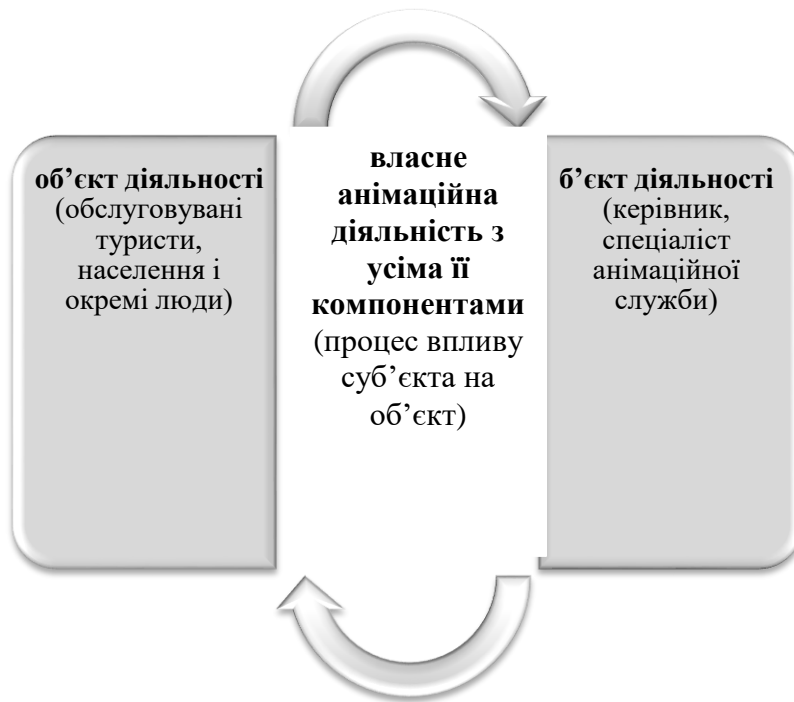 об’єкт діяльності
(обслуговувані
туристи,
населення і
окремі люди)
власне
анімаційна
діяльність з
усіма її
компонентами
(процес впливу
суб’єкта на
об’єкт)
б’єкт діяльності
(керівник,
спеціаліст
анімаційної
служби)